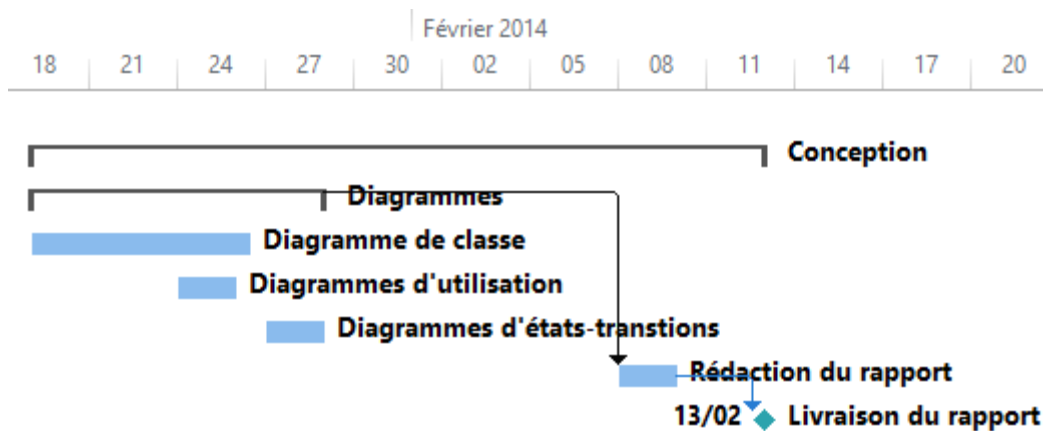 Février 2014
18 21 24 27 30 02 05 08 11 14 17 20
Conception
Diagrammes
Diagramme de classe
Diagrammes d'utilisation
Diagrammes d'états-transtions
Rédaction du rapport
13/02 Livraison du rapport